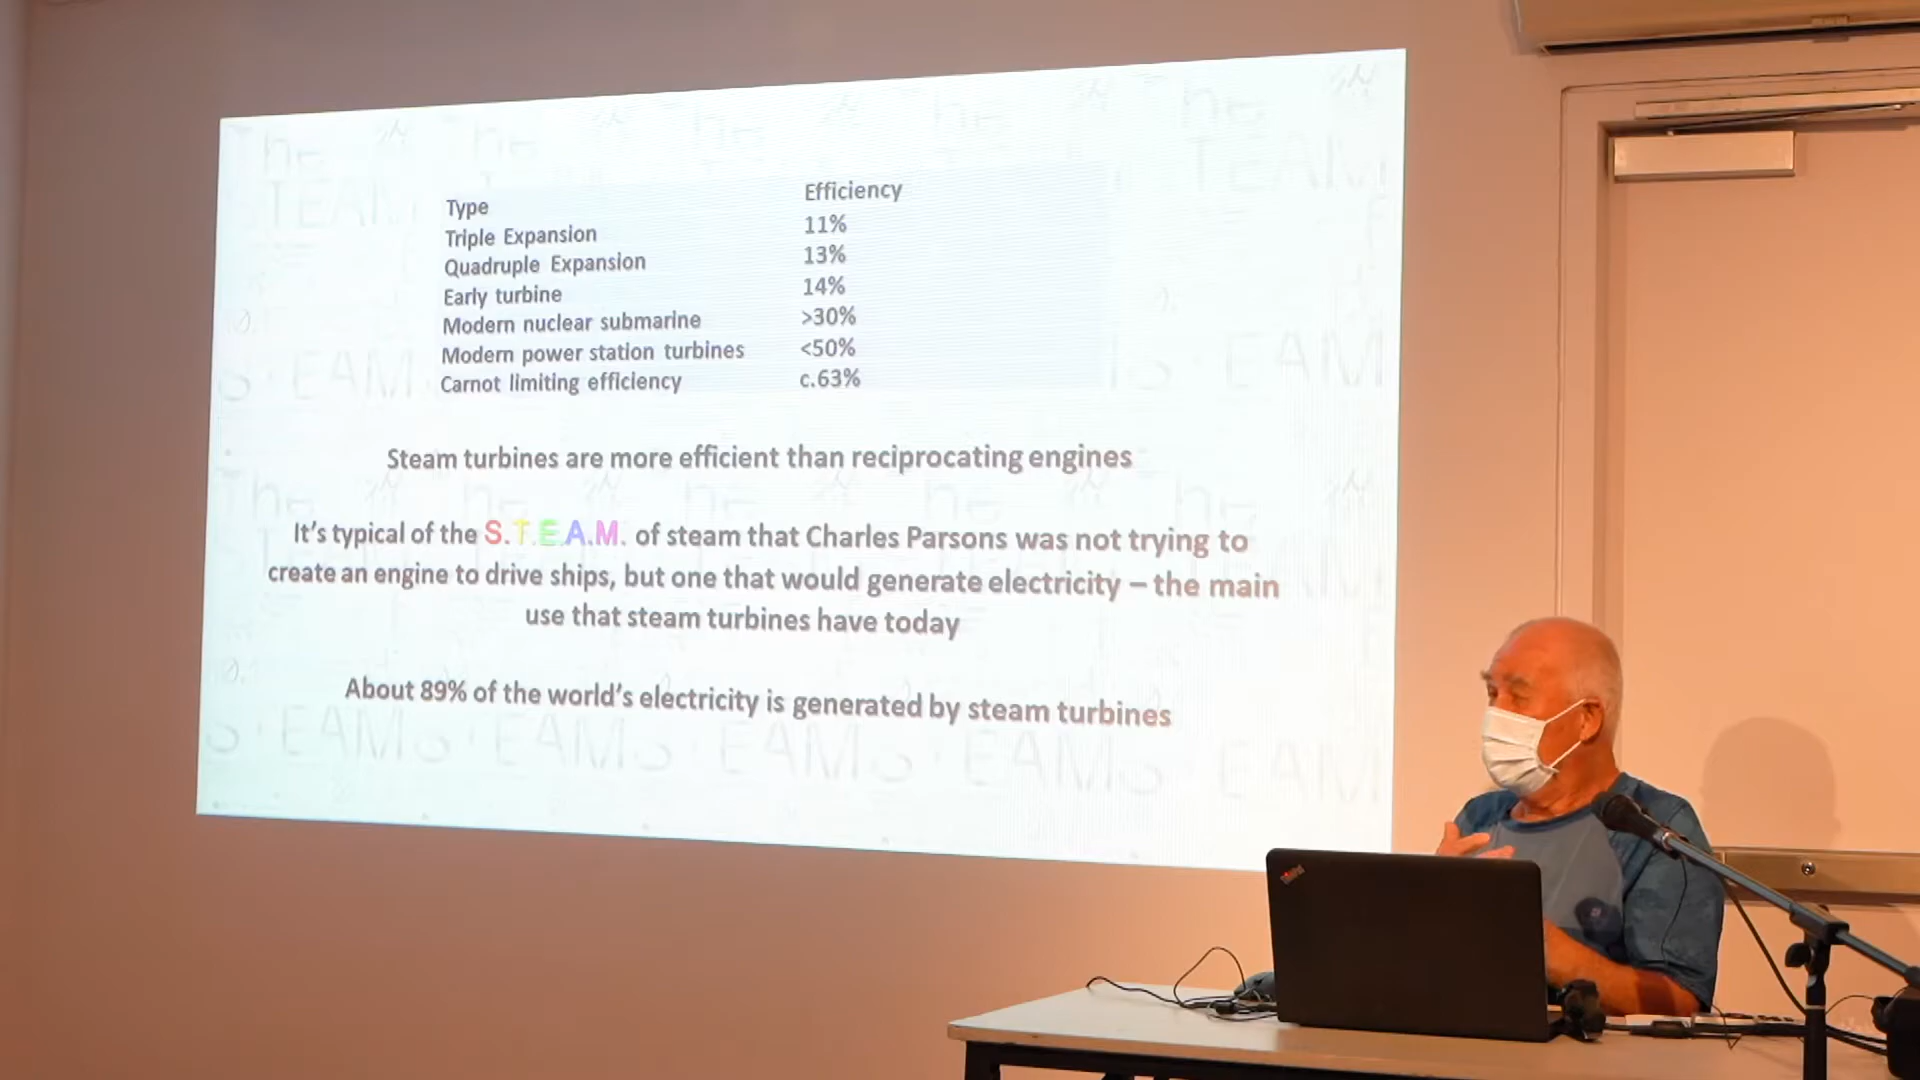 Type Efficiency
Triple Expansion 11%
Quadruple Expansion 13%
Early turbine 14%
Modern nuclear submarine >30%
Modern power station turbines <50%
Carnot limiting efficiency c.63%
Steam turbines are more efficient than reciprocating engines
It's typical of the S.T.E.A.M. of steam that Charles Parsons was not trying to
create an engine to drive ships, but one that would generate electricity – the main
use that steam turbines have today
About 89% of the world's electricity is generated by steam turbines
ThinkPad